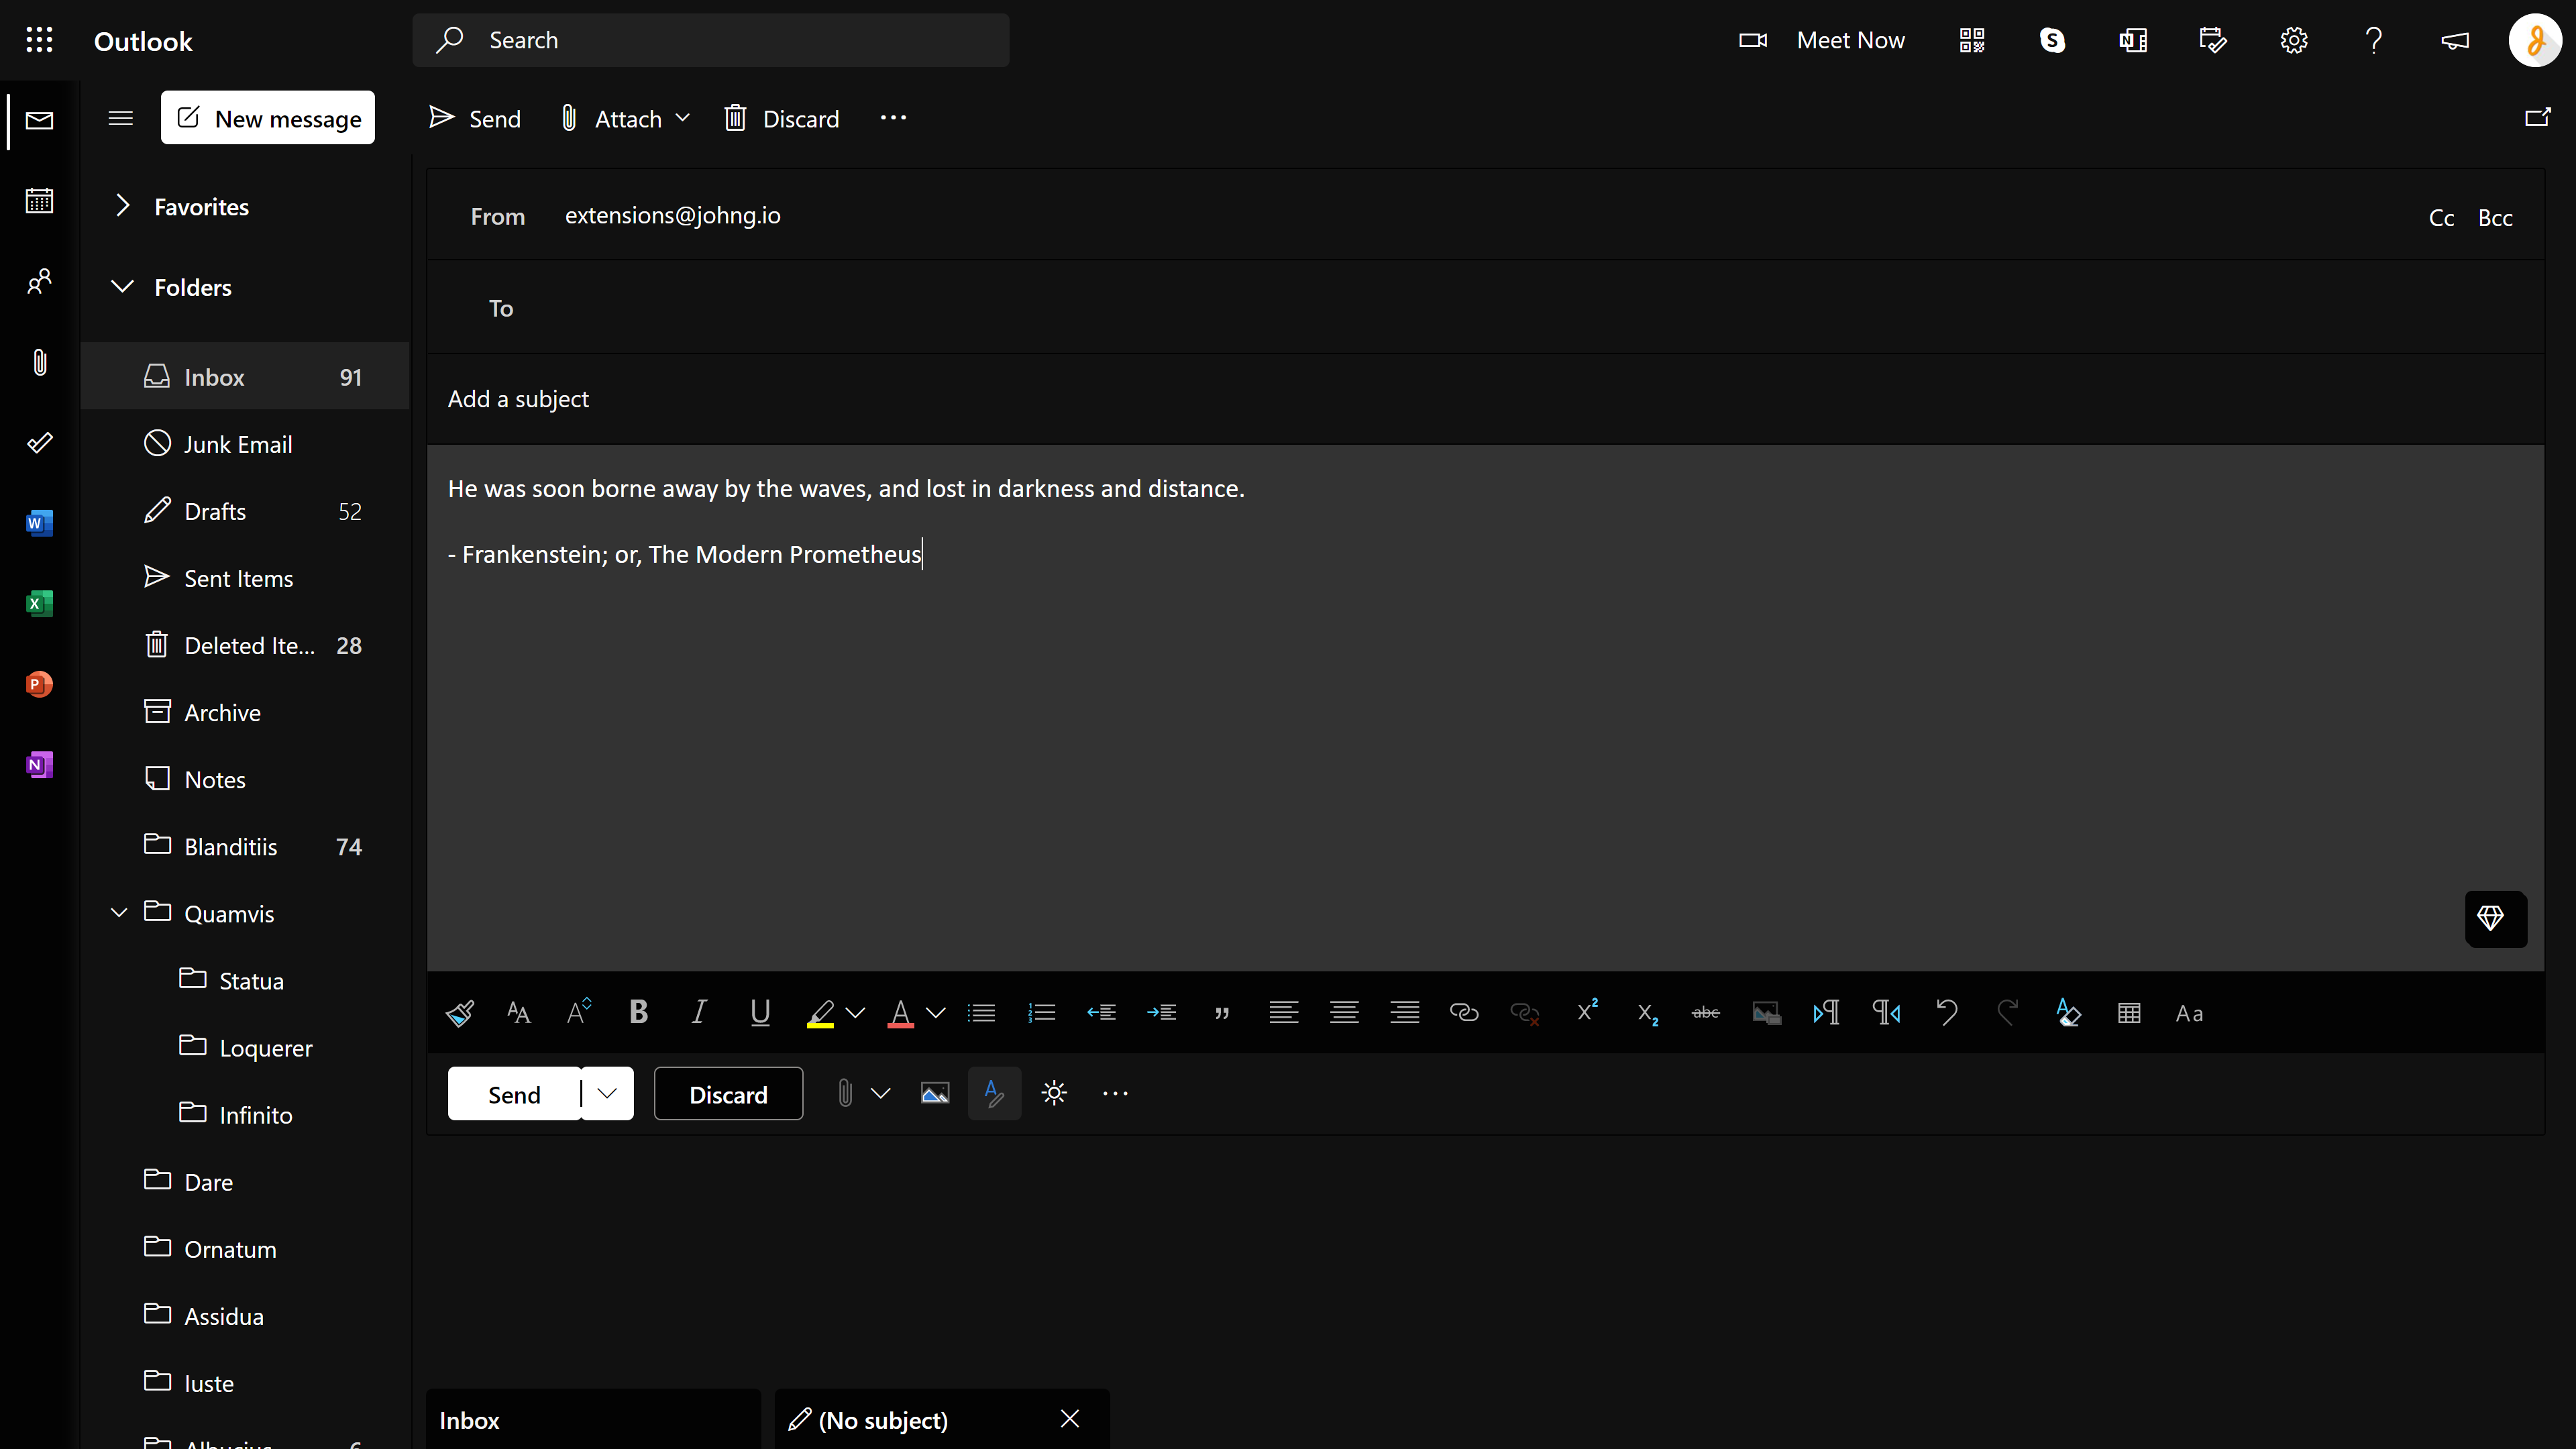 Outlook
Search
Meet Now
New message
Send
Attach
Discard
Favorites
Folders
Inbox 91
Junk Email
Drafts 52
Sent Items
Deleted Ite... 28
Archive
Notes
Blanditiis 74
Quamvis
Statua
Loquerer
Infinito
Dare
Ornatum
Assidua
Iuste
From extensions@johng.io
Cc Bcc
To
Add a subject
He was soon borne away by the waves, and lost in darkness and distance.
- Frankenstein; or, The Modern Prometheus
Send
Discard
Inbox
(No subject)